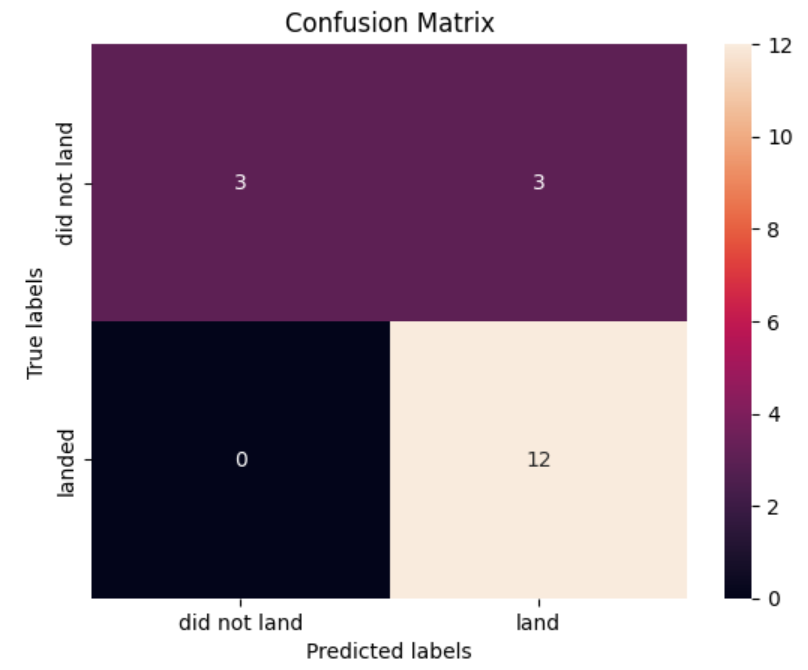 Confusion Matrix
True labels
did not land
landed
3
3
0
12
did not land
land
Predicted labels
12
10
8
6
4
2
0